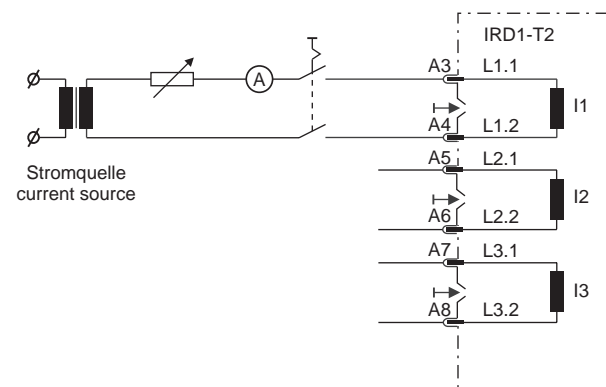 IRD1-T2
A3 L1.1
A
I1
A4 L1.2
Stromquelle
current source
A5 L2.1
I2
A6 L2.2
A7 L3.1
I3
A8 L3.2